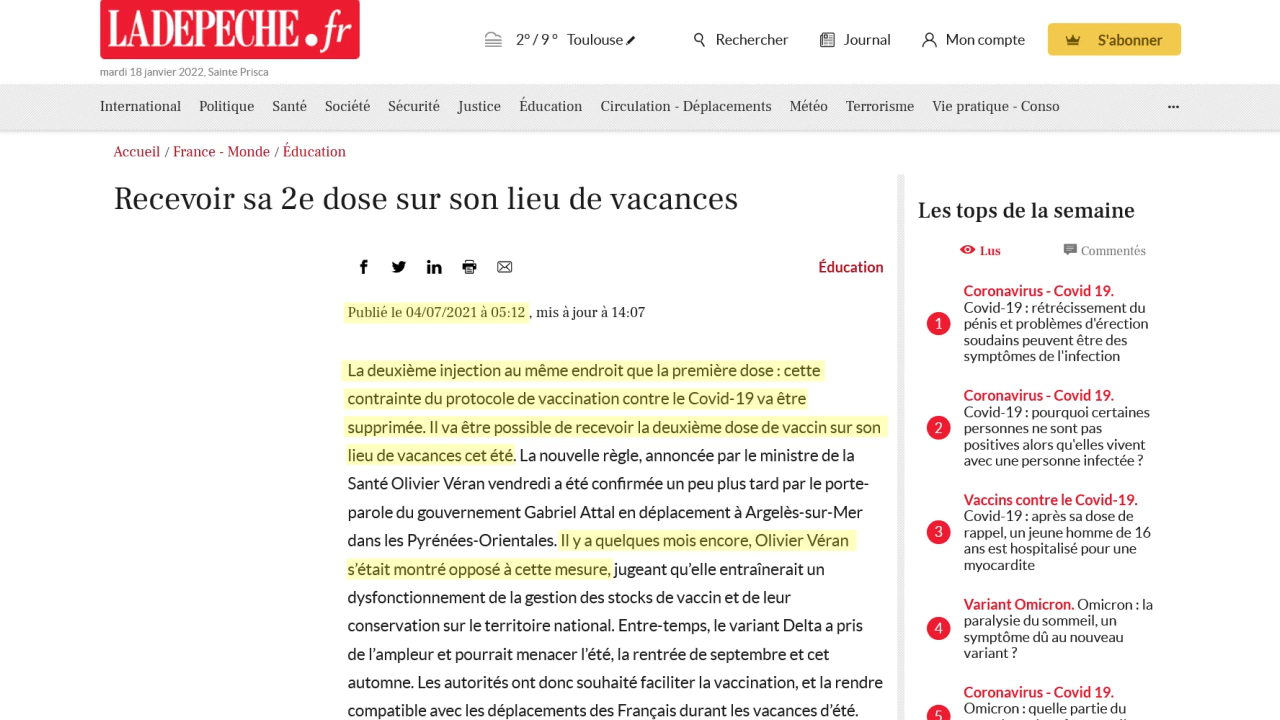 LADEPECHE.fr
mardi 18 janvier 2022, Sainte Prisca
2° / 9 ° Toulouse
Rechercher
Journal
Mon compte
S'abonner
International Politique Santé Société Sécurité Justice Éducation Circulation - Déplacements Météo Terrorisme Vie pratique - Conso ...
Accueil / France - Monde / Éducation
Recevoir sa 2e dose sur son lieu de vacances
Éducation
Publié le 04/07/2021 à 05:12 , mis à jour à 14:07
La deuxième injection au même endroit que la première dose : cette
contrainte du protocole de vaccination contre le Covid-19 va être
supprimée. Il va être possible de recevoir la deuxième dose de vaccin sur son
lieu de vacances cet été. La nouvelle règle, annoncée par le ministre de la
Santé Olivier Véran vendredi a été confirmée un peu plus tard par le porte-
parole du gouvernement Gabriel Attal en déplacement à Argelès-sur-Mer
dans les Pyrénées-Orientales. Il y a quelques mois encore, Olivier Véran
s’était montré opposé à cette mesure, jugeant qu’elle entraînerait un
dysfonctionnement de la gestion des stocks de vaccin et de leur
conservation sur le territoire national. Entre-temps, le variant Delta a pris
de l’ampleur et pourrait menacer l’été, la rentrée de septembre et cet
automne. Les autorités ont donc souhaité faciliter la vaccination, et la rendre
compatible avec les déplacements des Français durant les vacances d’été.
Les tops de la semaine
Lus
Commentés
1
Coronavirus - Covid 19.
Covid-19 : rétrécissement du
pénis et problèmes d'érection
soudains peuvent être des
symptômes de l'infection
2
Coronavirus - Covid 19.
Covid-19 : pourquoi certaines
personnes ne sont pas
positives alors qu'elles vivent
avec une personne infectée ?
3
Vaccins contre le Covid-19.
Covid-19 : après sa dose de
rappel, un jeune homme de 16
ans est hospitalisé pour une
myocardite
4
Variant Omicron. Omicron : la
paralysie du sommeil, un
symptôme dû au nouveau
variant ?
5
Coronavirus - Covid 19.
Omicron : quelle partie du